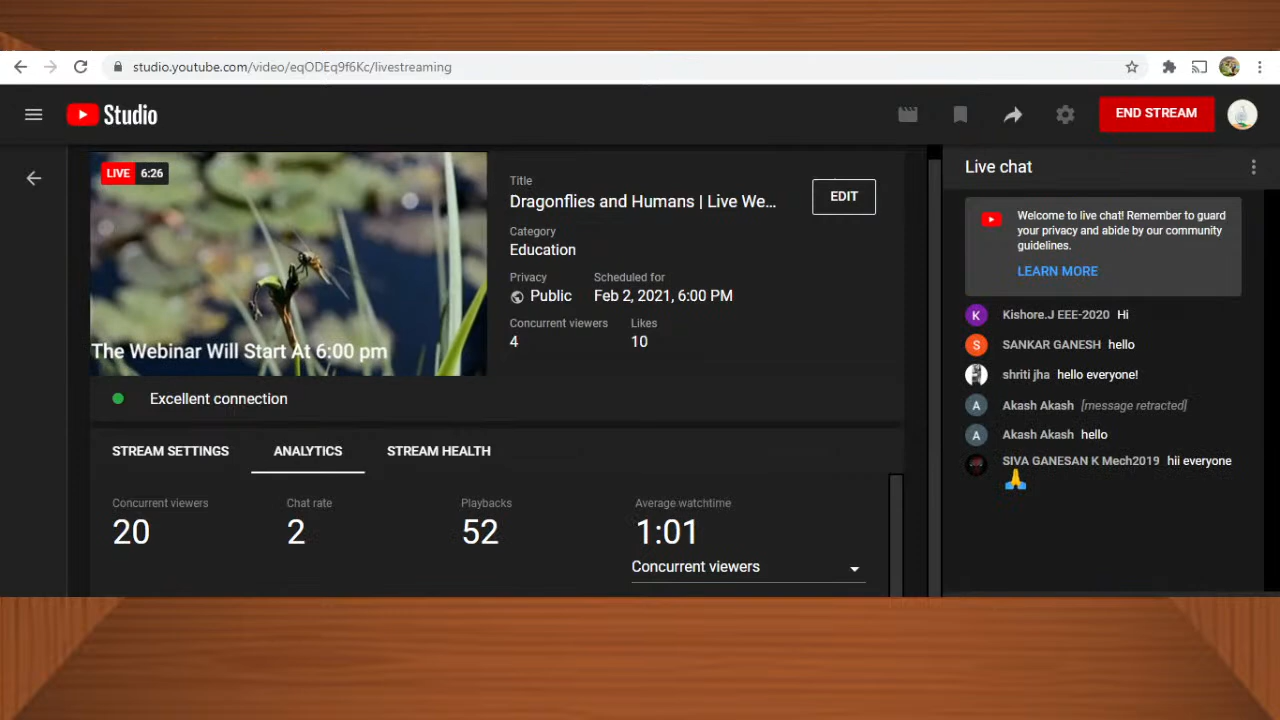 studio.youtube.com/video/eqODEq9f6Kc/livestreaming
Studio
END STREAM
LIVE 6:26
The Webinar Will Start At 6:00 pm
Title
Dragonflies and Humans | Live We...
EDIT
Category
Education
Privacy
Public
Scheduled for
Feb 2, 2021, 6:00 PM
Concurrent viewers
4
Likes
10
Excellent connection
STREAM SETTINGS ANALYTICS STREAM HEALTH
Concurrent viewers
20
Chat rate
2
Playbacks
52
Average watchtime
1:01
Concurrent viewers
Live chat
Welcome to live chat! Remember to guard
your privacy and abide by our community
guidelines.
LEARN MORE
K Kishore.J EEE-2020 Hi
S SANKAR GANESH hello
shriti jha hello everyone!
A Akash Akash [message retracted]
A Akash Akash hello
SIVA GANESAN K Mech2019 hii everyone
🙏